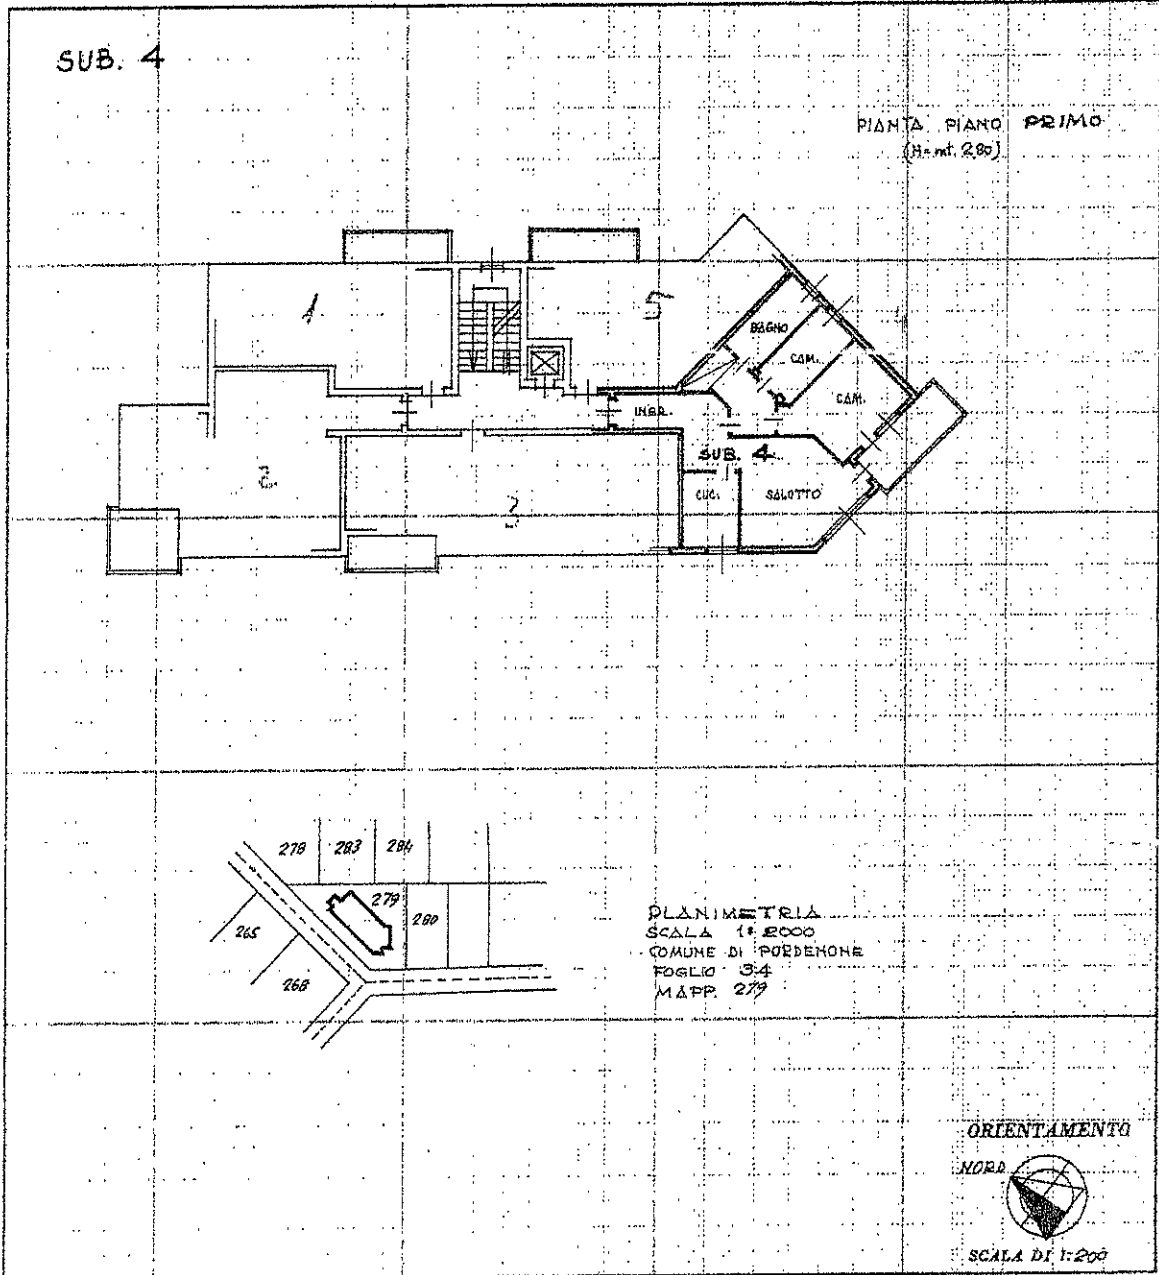 SUB. 4
PIANTA PIANO PRIMO
(H= mt. 2.80)
1
5
BAGNO
CAM.
CAM.
INGR.
SUB. 4
2
3
CUC.
SALOTTO
278
283
284
279
280
265
268
PLANIMETRIA
SCALA 1:2000
COMUNE DI PORDENONE
FOGLIO 34
MAPP. 279
ORIENTAMENTO
NORD
SCALA DI 1:200